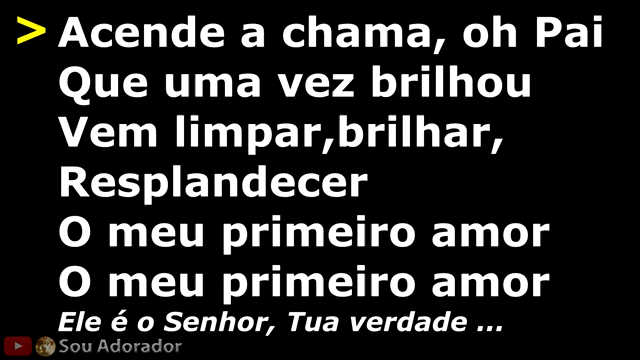 > Acende a chama, oh Pai
Que uma vez brilhou
Vem limpar,brilhar,
Resplandecer
O meu primeiro amor
O meu primeiro amor
Ele é o Senhor, Tua verdade ...
Sou Adorador